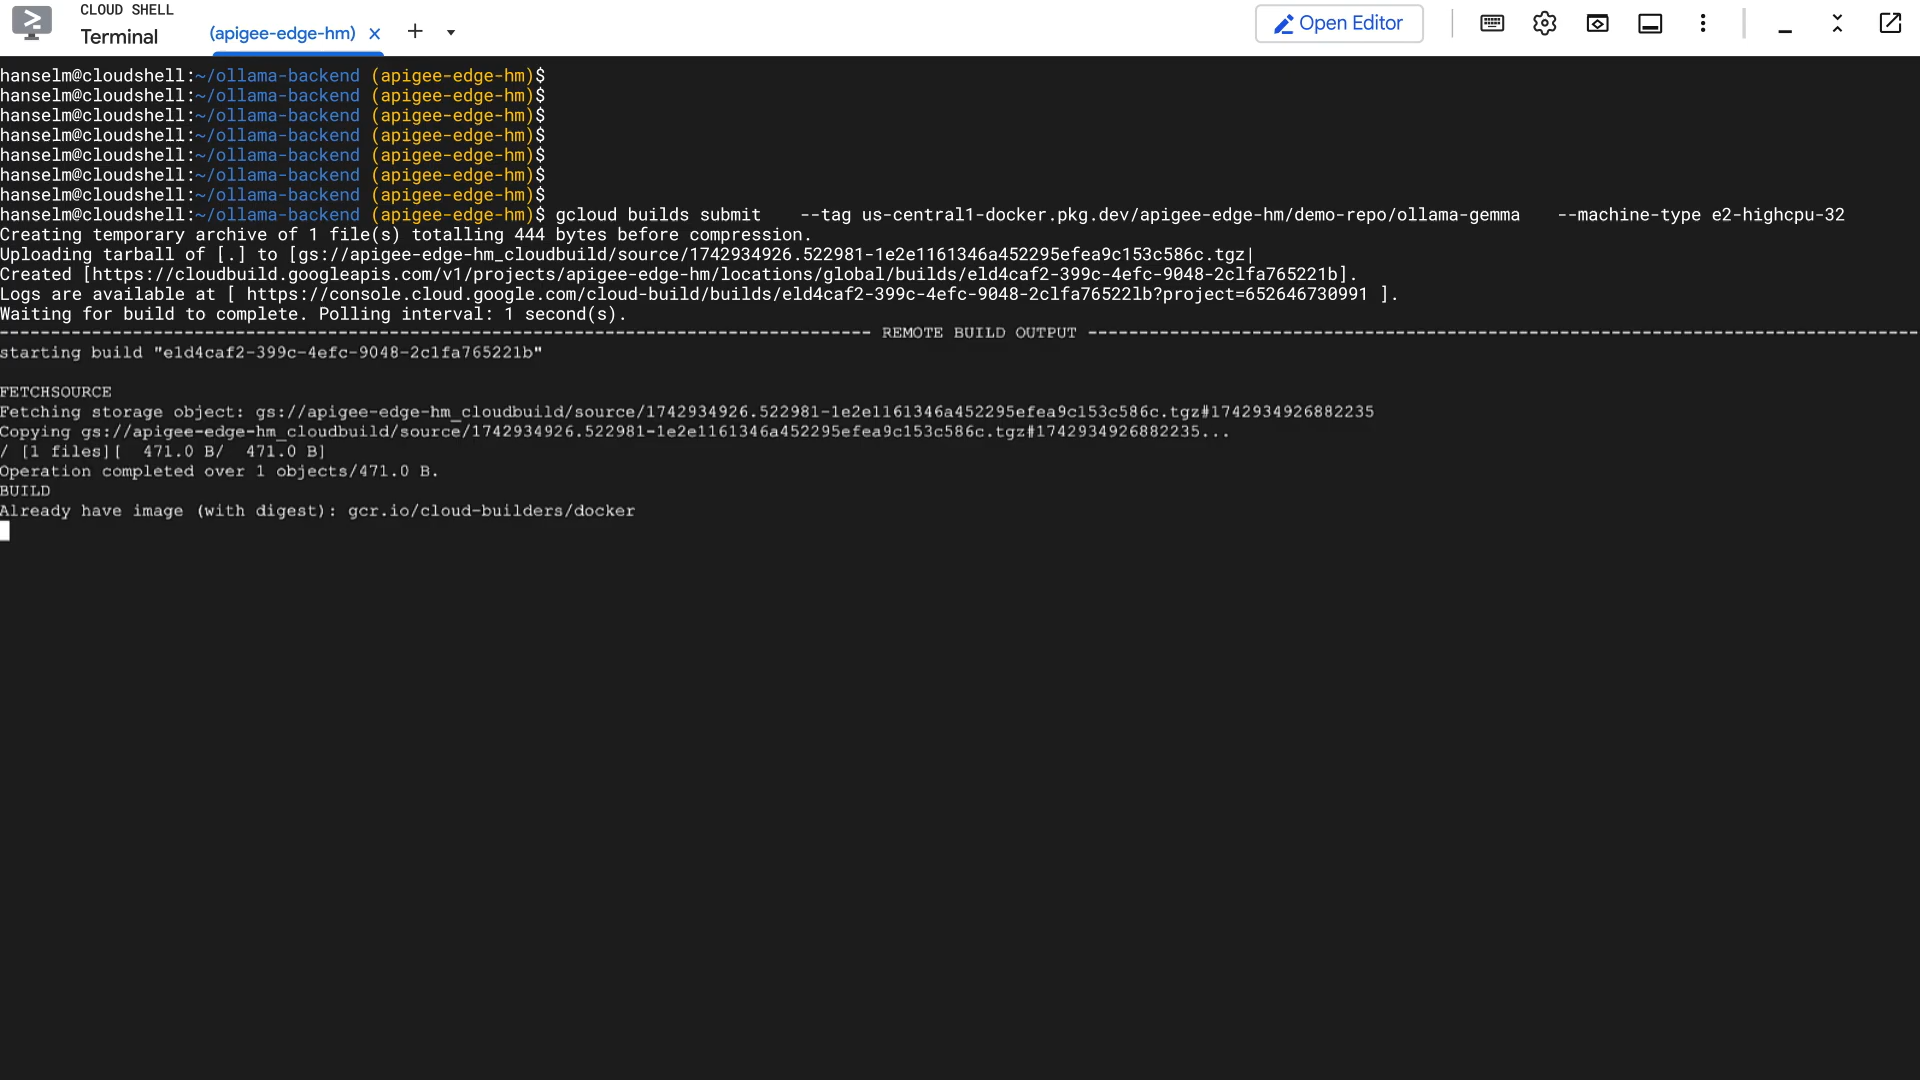 CLOUD SHELL
Terminal
(apigee-edge-hm)
Open Editor
hanselm@cloudshell:~/ollama-backend (apigee-edge-hm)$
hanselm@cloudshell:~/ollama-backend (apigee-edge-hm)$
hanselm@cloudshell:~/ollama-backend (apigee-edge-hm)$
hanselm@cloudshell:~/ollama-backend (apigee-edge-hm)$
hanselm@cloudshell:~/ollama-backend (apigee-edge-hm)$
hanselm@cloudshell:~/ollama-backend (apigee-edge-hm)$
hanselm@cloudshell:~/ollama-backend (apigee-edge-hm)$
hanselm@cloudshell:~/ollama-backend (apigee-edge-hm)$ gcloud builds submit --tag us-central1-docker.pkg.dev/apigee-edge-hm/demo-repo/ollama-gemma --machine-type e2-highcpu-32
Creating temporary archive of 1 file(s) totalling 444 bytes before compression.
Uploading tarball of [.] to [gs://apigee-edge-hm_cloudbuild/source/1742934926.522981-1e2e1161346a452295efea9c153c586c.tgz|
Created [https://cloudbuild.googleapis.com/v1/projects/apigee-edge-hm/locations/global/builds/eld4caf2-399c-4efc-9048-2clfa765221b].
Logs are available at [ https://console.cloud.google.com/cloud-build/builds/eld4caf2-399c-4efc-9048-2clfa76522lb?project=652646730991 ].
Waiting for build to complete. Polling interval: 1 second(s).
REMOTE BUILD OUTPUT
starting build "e1d4caf2-399c-4efc-9048-2c1fa765221b"
FETCHSOURCE
Fetching storage object: gs://apigee-edge-hm_cloudbuild/source/1742934926.522981-1e2e1161346a452295efea9c153c586c.tgz#1742934926882235
Copying gs://apigee-edge-hm_cloudbuild/source/1742934926.522981-1e2e1161346a452295efea9c153c586c.tgz#1742934926882235...
/ [1 files][ 471.0 B/ 471.0 B]
Operation completed over 1 objects/471.0 B.
BUILD
Already have image (with digest): gcr.io/cloud-builders/docker